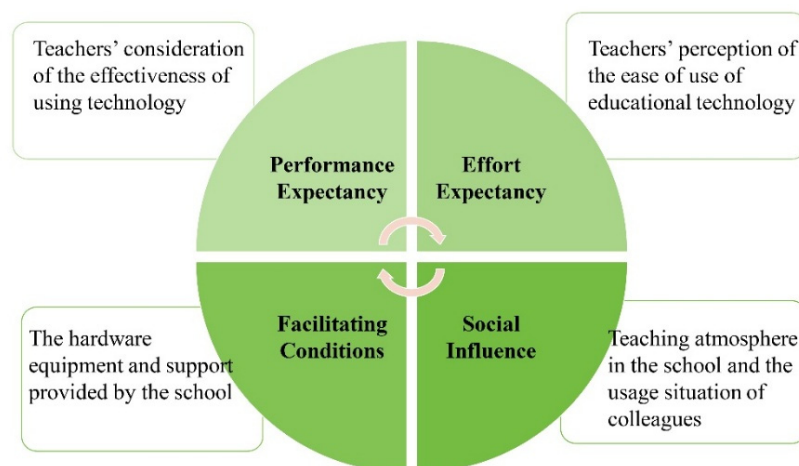 Teachers’ consideration
of the effectiveness of
using technology
Teachers’ perception of
the ease of use of
educational technology
Performance
Expectancy
Effort
Expectancy
Facilitating
Conditions
Social
Influence
The hardware
equipment and support
provided by the school
Teaching atmosphere
in the school and the
usage situation of
colleagues